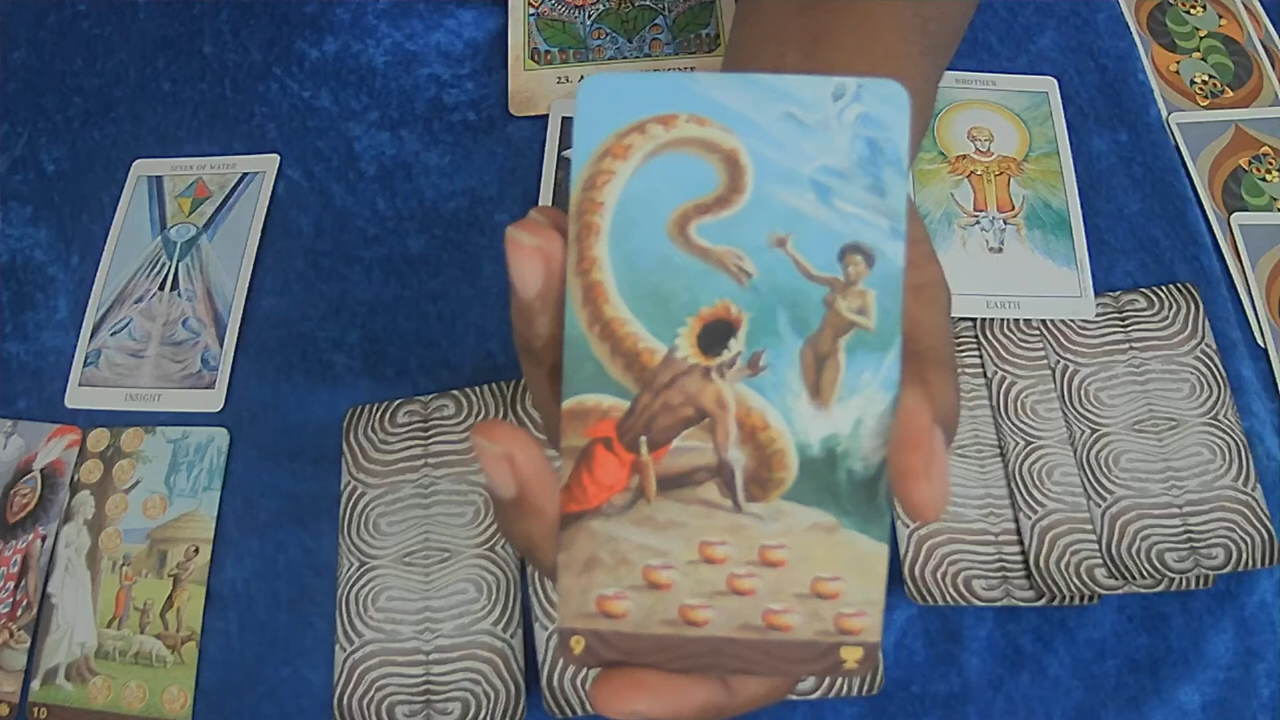 23. A
BROTHER
SEVEN OF WATER
EARTH
INSIGHT
9
10